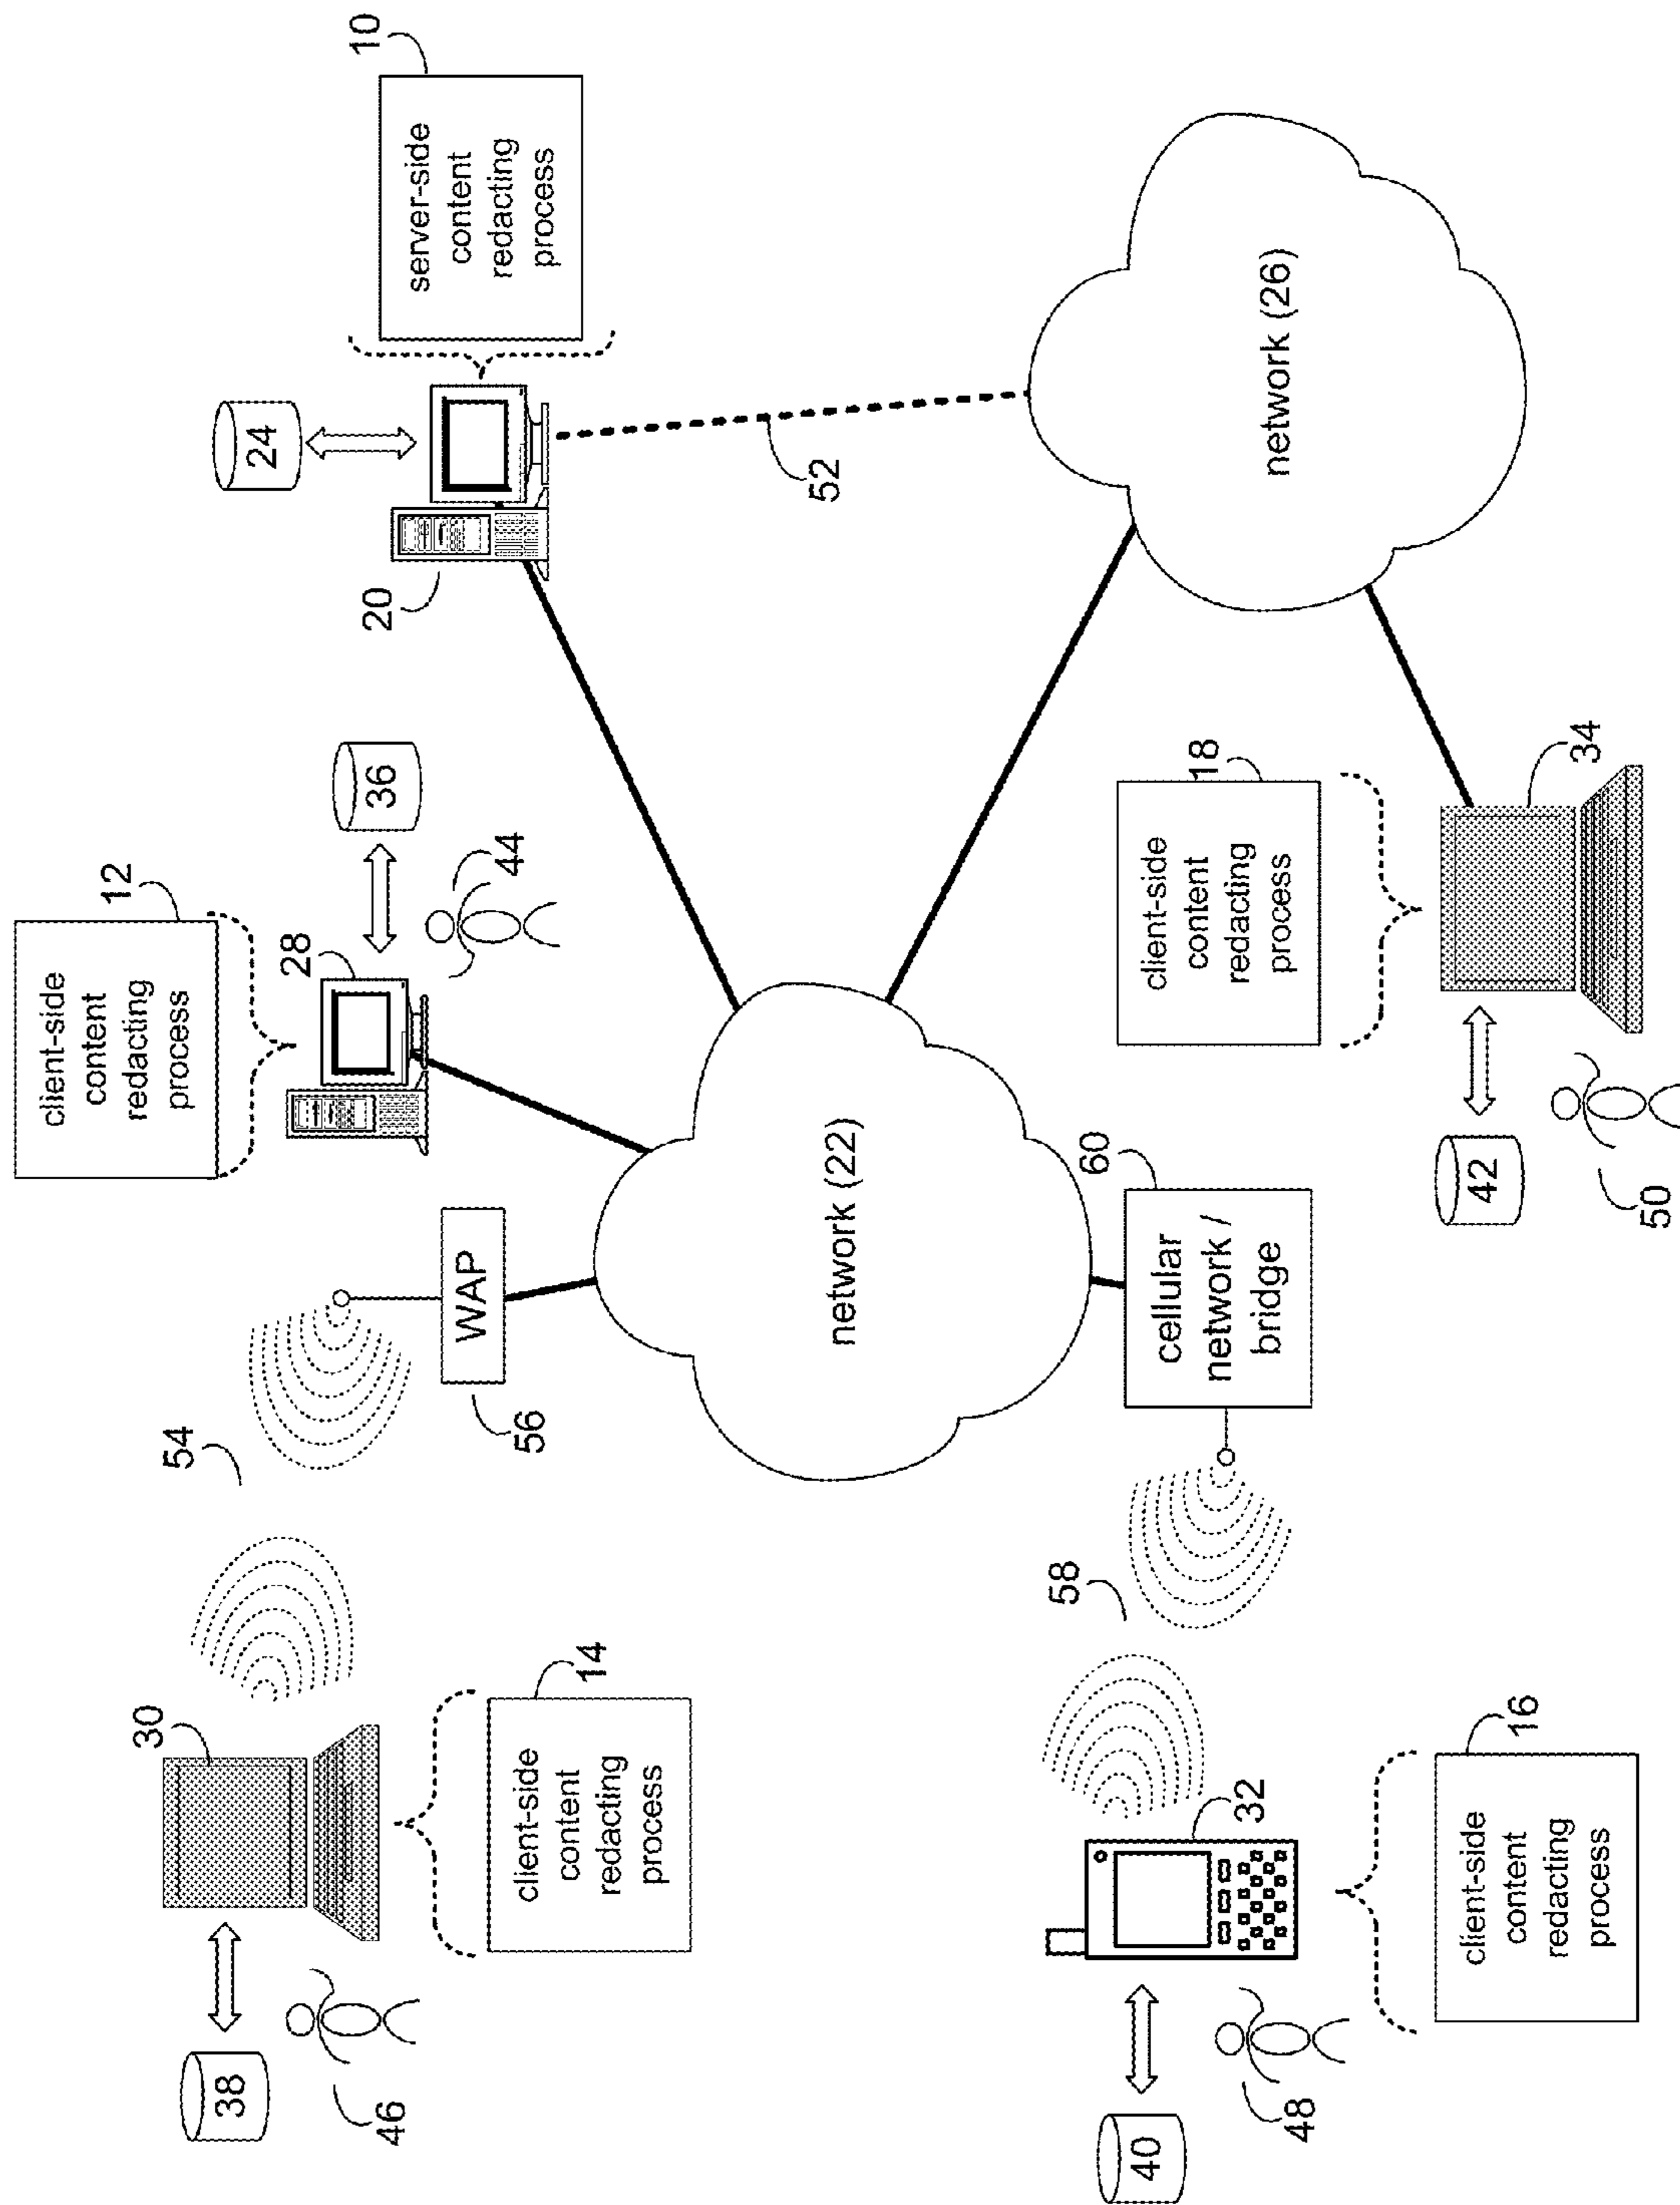 client-side
content
redacting
process
12
30
54
38
24
28
46
20
10
36
server-side
content
redacting
process
WAP
44
56
client-side
content
redacting
process
14
52
network (22)
58
60
40
32
cellular
network /
bridge
client-side
content
redacting
process
18
network (26)
48
client-side
content
redacting
process
16
42
34
50